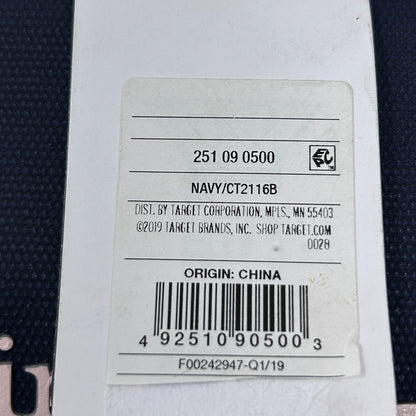 251 09 0500
NAVY/CT2116B
DIST. BY TARGET CORPORATION, MPLS., MN 55403
©2019 TARGET BRANDS, INC. SHOP TARGET.COM
0028
ORIGIN: CHINA
4 92510 90500 3
F00242947-Q1/19
in